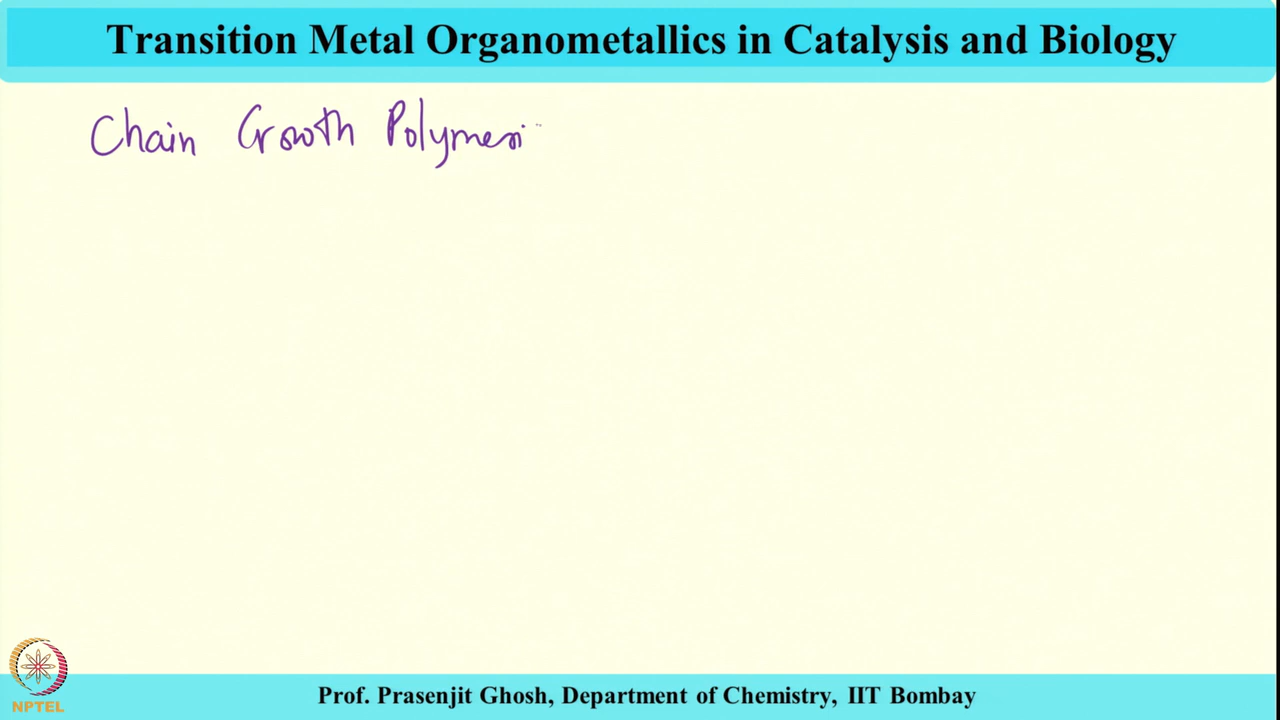 Transition Metal Organometallics in Catalysis and Biology
Chain Growth Polymeri
Prof. Prasenjit Ghosh, Department of Chemistry, IIT Bombay
NPTEL